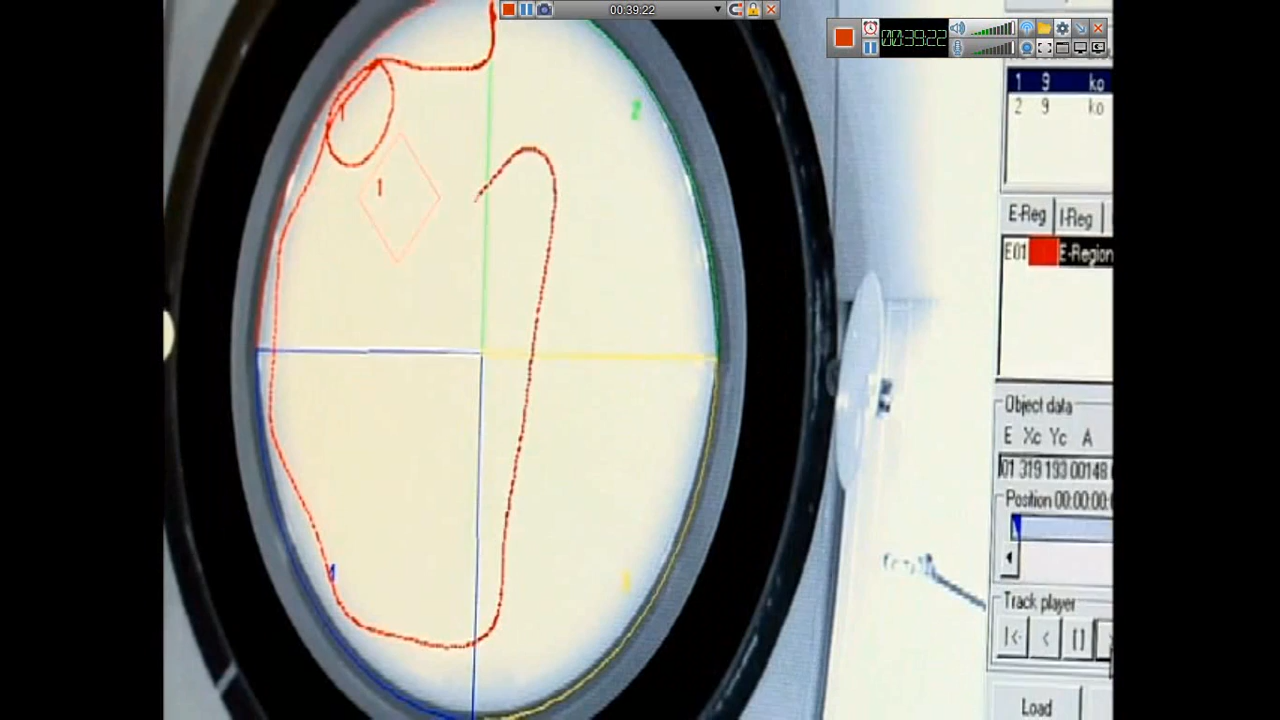 00:39:22
00:39:22
1 9 ko
2 9 ko
1
2
1
E-Reg I-Reg
E01 E-Region
Object data
E Xc Yc A
01 319 193 00148
Position 00:00:00:
4
Track player
Load